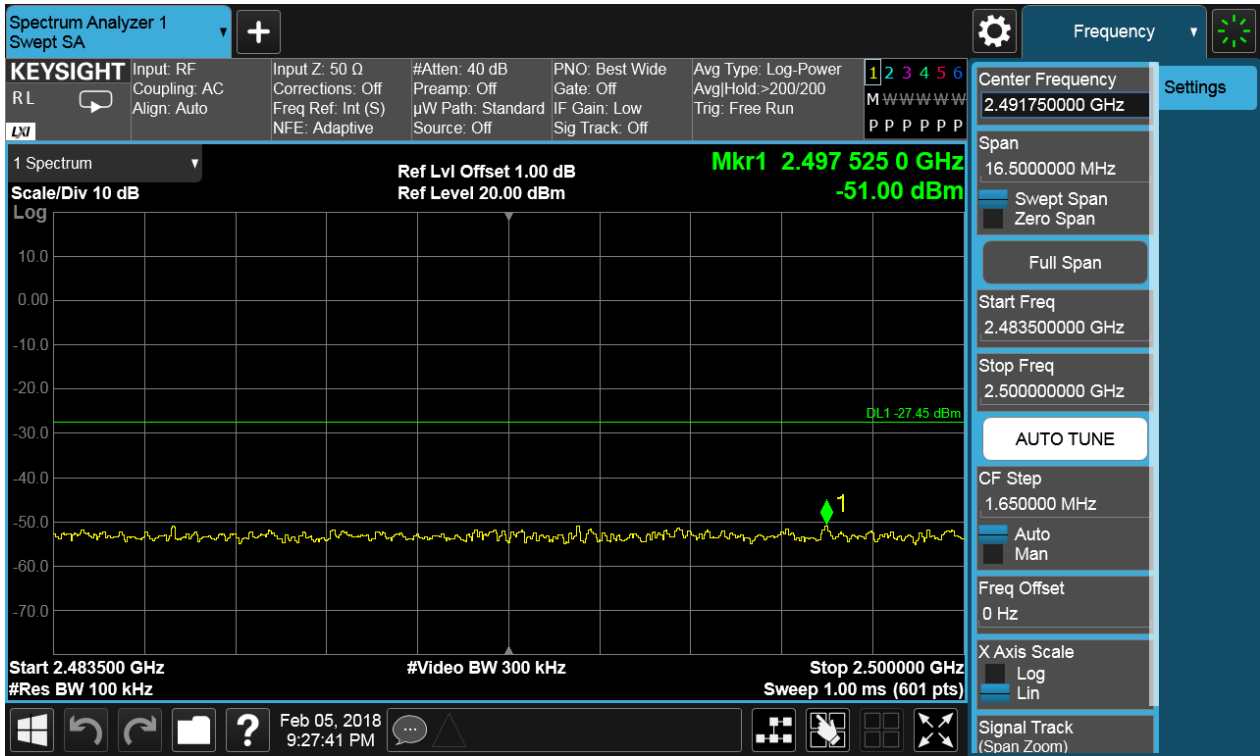 Spectrum Analyzer 1
Swept SA
+
Frequency
KEYSIGHT
R L
LXI
Input: RF
Coupling: AC
Align: Auto
Input Z: 50 Ω
Corrections: Off
Freq Ref: Int (S)
NFE: Adaptive
#Atten: 40 dB
Preamp: Off
µW Path: Standard
Source: Off
PNO: Best Wide
Gate: Off
IF Gain: Low
Sig Track: Off
Avg Type: Log-Power
Avg|Hold:>200/200
Trig: Free Run
1 2 3 4 5 6
M W W W W W
P P P P P P
1 Spectrum
Scale/Div 10 dB
Log
Ref Lvl Offset 1.00 dB
Ref Level 20.00 dBm
Mkr1 2.497 525 0 GHz
-51.00 dBm
10.0
0.00
-10.0
-20.0
DL1 -27.45 dBm
-30.0
-40.0
1
-50.0
-60.0
-70.0
Start 2.483500 GHz
#Res BW 100 kHz
#Video BW 300 kHz
Stop 2.500000 GHz
Sweep 1.00 ms (601 pts)
Center Frequency
2.491750000 GHz
Span
16.5000000 MHz
Swept Span
Zero Span
Full Span
Start Freq
2.483500000 GHz
Stop Freq
2.500000000 GHz
AUTO TUNE
CF Step
1.650000 MHz
Auto
Man
Freq Offset
0 Hz
X Axis Scale
Log
Lin
Signal Track
(Span Zoom)
Settings
?
Feb 05, 2018
9:27:41 PM